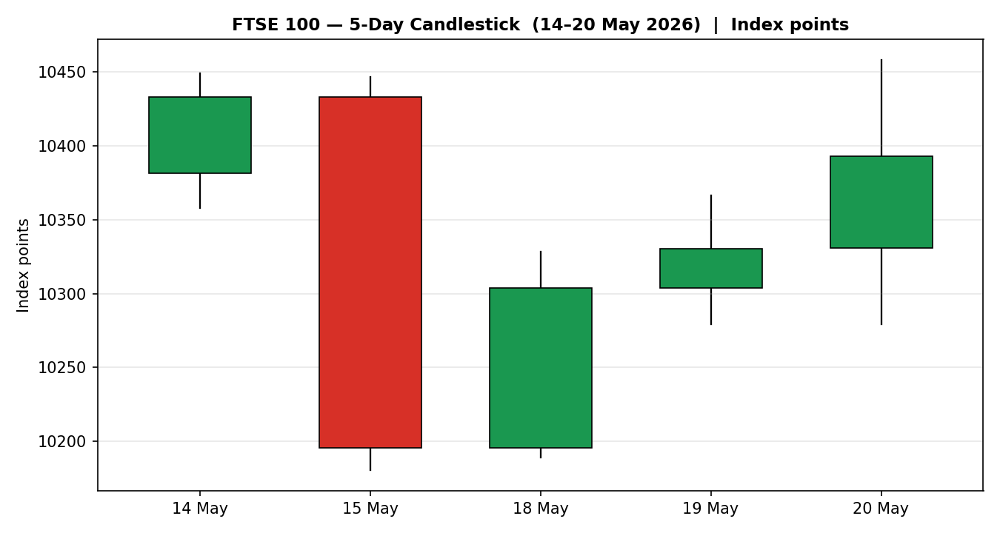 FTSE 100 — 5-Day Candlestick  (14–20 May 2026)  |  Index points
10450
10400
10350
10300
10250
10200
Index points
14 May
15 May
18 May
19 May
20 May